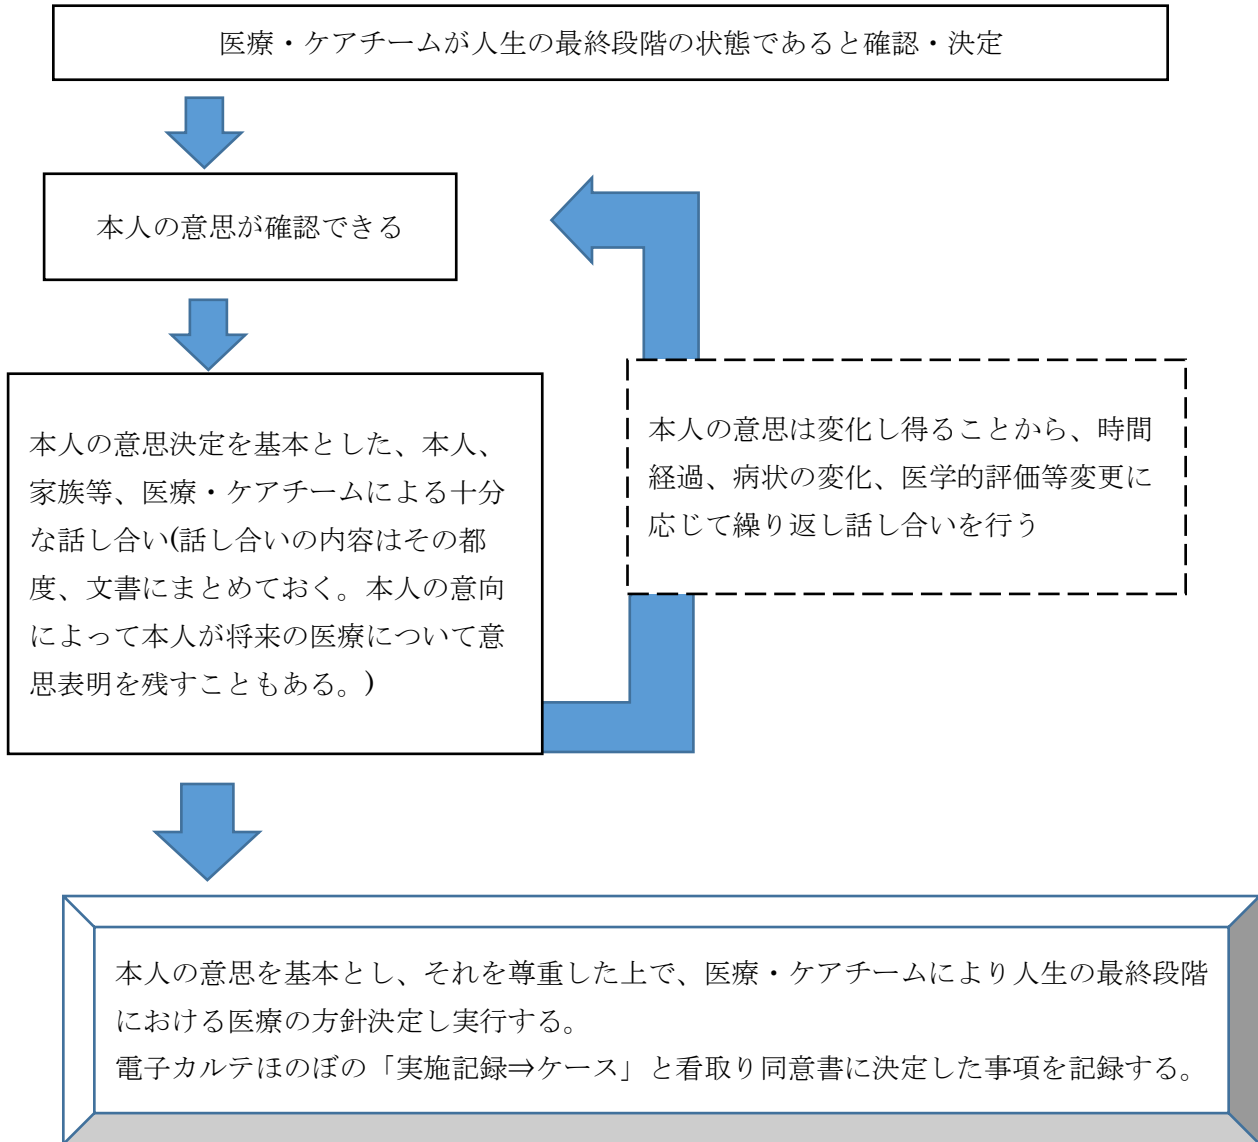 医療・ケアチームが人生の最終段階の状態であると確認・決定
本人の意思が確認できる
本人の意思決定を基本とした、本人、
家族等、医療・ケアチームによる十分
な話し合い(話し合いの内容はその都
度、文書にまとめておく。本人の意向
によって本人が将来の医療について意
思表明を残すこともある。)
本人の意思は変化し得ることから、時間
経過、病状の変化、医学的評価等変更に
応じて繰り返し話し合いを行う
本人の意思を基本とし、それを尊重した上で、医療・ケアチームにより人生の最終段階
における医療の方針決定し実行する。
電子カルテほのぼの「実施記録⇒ケース」と看取り同意書に決定した事項を記録する。